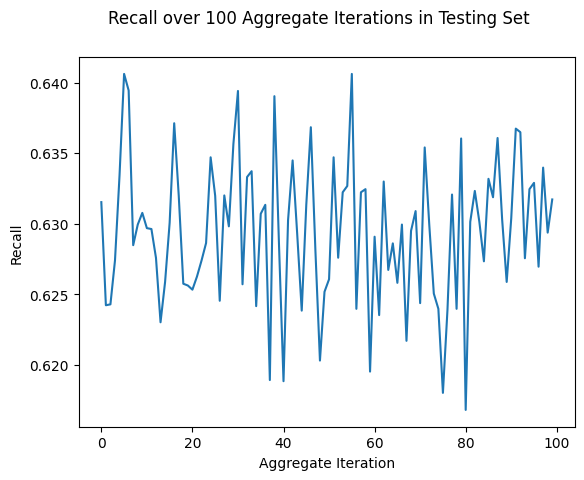 Recall over 100 Aggregate Iterations in Testing Set
0.640
0.635
0.630
0.625
0.620
Recall
0 20 40 60 80 100
Aggregate Iteration